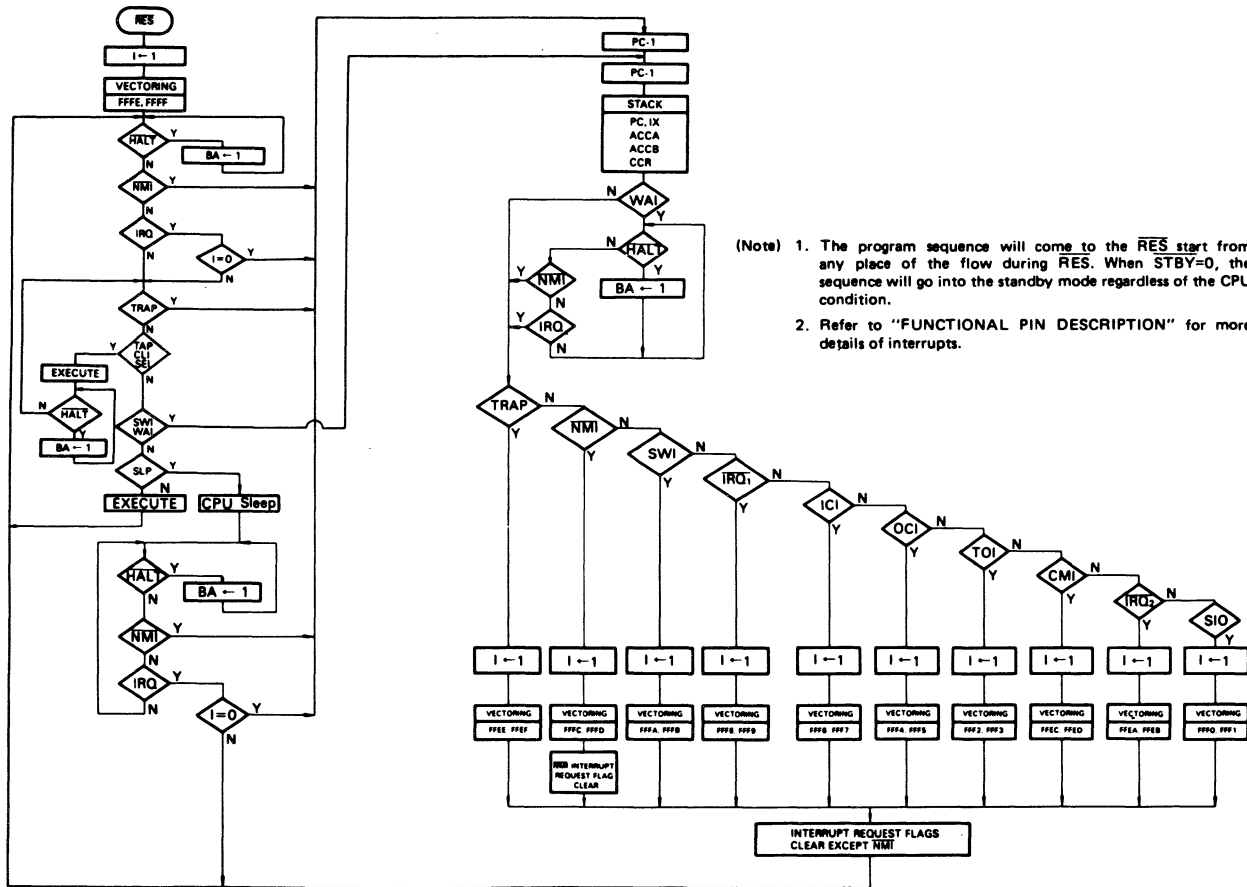 RES
I ← 1
VECTORING
FFFE, FFFF
HALT
Y
BA ← 1
N
NMI
Y
N
IRQ
Y
I=0
Y
N
N
TRAP
Y
N
TAP
CLI
SEI
Y
N
EXECUTE
HALT
N
Y
BA ← 1
SWI
WAI
Y
N
SLP
Y
N
EXECUTE
CPU Sleep
HALT
Y
BA ← 1
N
NMI
Y
N
IRQ
Y
N
I=0
Y
N
PC-1
PC-1
STACK
PC, IX
ACCA
ACCB
CCR
N
WAI
Y
N
HALT
Y
BA ← 1
Y
NMI
N
Y
IRQ
N
(Note) 1. The program sequence will come to the RES start from
any place of the flow during RES. When STBY=0, the
sequence will go into the standby mode regardless of the CPU
condition.
2. Refer to "FUNCTIONAL PIN DESCRIPTION" for more
details of interrupts.
TRAP
N
Y
NMI
N
Y
SWI
N
Y
IRQ1
N
Y
ICI
N
Y
OCI
N
Y
TOI
N
Y
CMI
N
Y
IRQ2
N
Y
SIO
Y
I ← 1
I ← 1
I ← 1
I ← 1
I ← 1
I ← 1
I ← 1
I ← 1
I ← 1
I ← 1
VECTORING
FFEE, FFEF
VECTORING
FFFC, FFFD
VECTORING
FFFA, FFFB
VECTORING
FFF8, FFF9
VECTORING
FFF6, FFF7
VECTORING
FFF4, FFF5
VECTORING
FFF2, FFF3
VECTORING
FFEC, FFED
VECTORING
FFEA, FFEB
VECTORING
FFF0, FFF1
INTERRUPT
REQUEST FLAG
CLEAR
INTERRUPT REQUEST FLAGS
CLEAR EXCEPT NMI